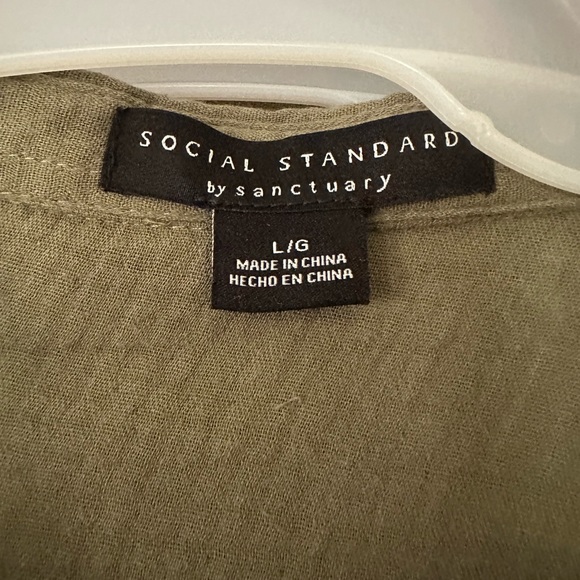 SOCIAL STANDARD
by sanctuary
L/G
MADE IN CHINA
HECHO EN CHINA